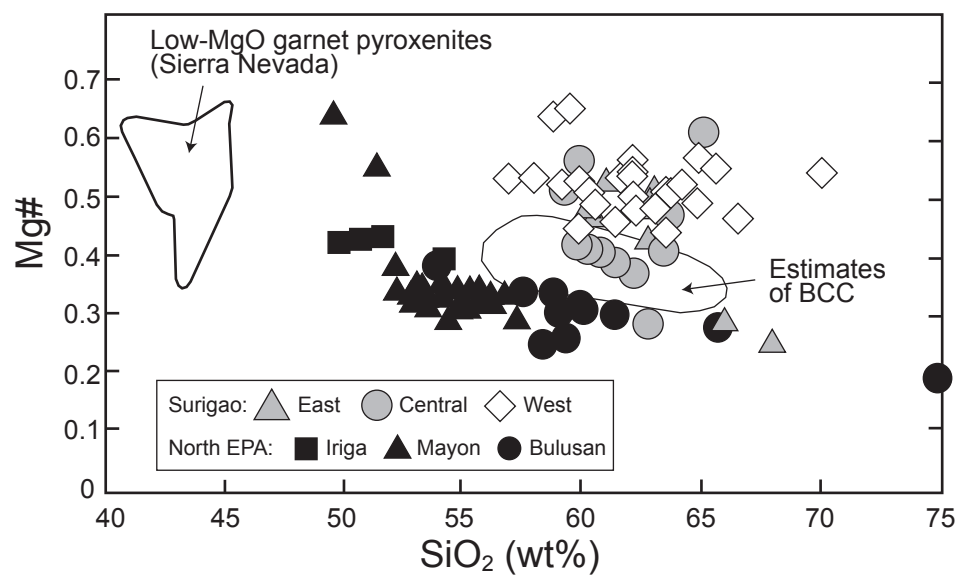 Low-MgO garnet pyroxenites
(Sierra Nevada)
Mg#
0.7
0.6
0.5
0.4
0.3
0.2
0.1
0
Estimates
of BCC
Surigao: East Central West
North EPA: Iriga Mayon Bulusan
40 45 50 55 60 65 70 75
SiO₂ (wt%)